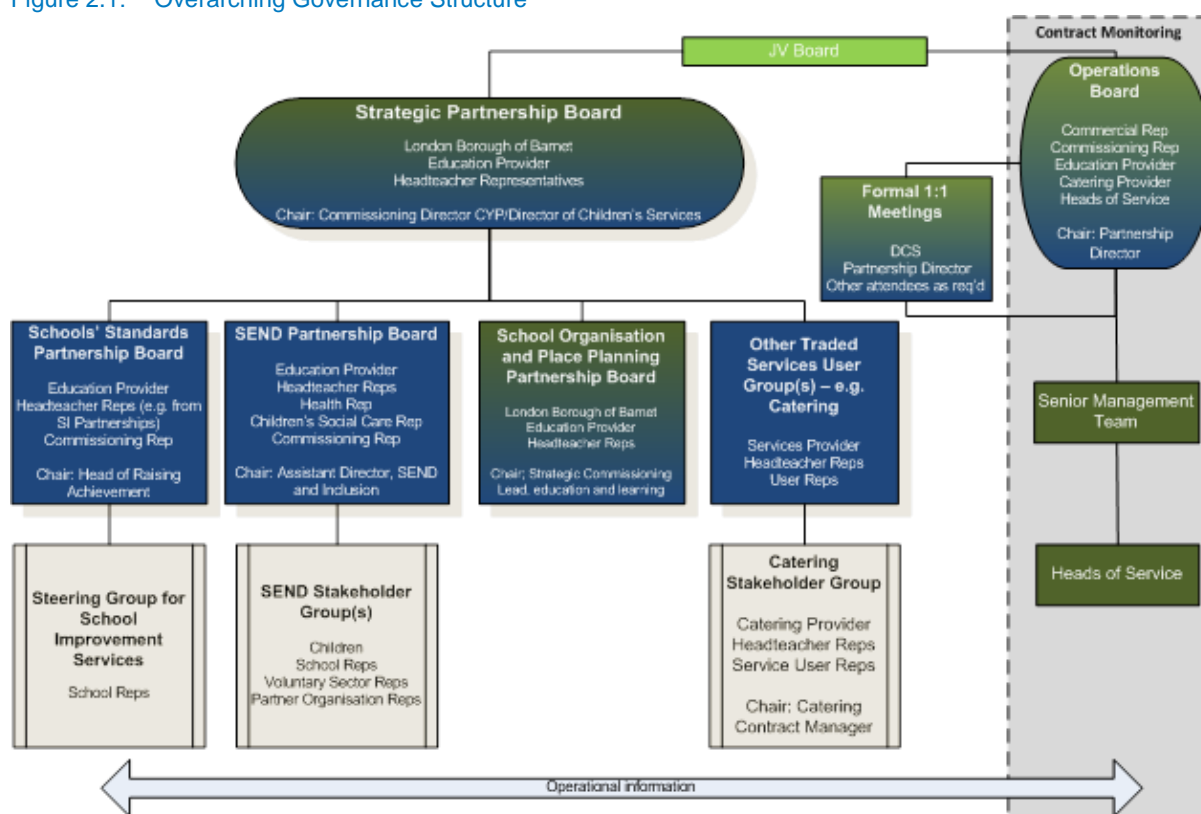 Figure 2.1: Overarching Governance Structure
JV Board
Contract Monitoring
Strategic Partnership Board
London Borough of Barnet
Education Provider
Headteacher Representatives
Chair: Commissioning Director CYP/Director of Children's Services
Operations
Board
Commercial Rep
Commissioning Rep
Education Provider
Catering Provider
Heads of Service
Chair: Partnership
Director
Formal 1:1
Meetings
DCS
Partnership Director
Other attendees as req'd
Schools' Standards
Partnership Board
Education Provider
Headteacher Reps (e.g. from
SI Partnerships)
Commissioning Rep
Chair: Head of Raising
Achievement
SEND Partnership Board
Education Provider
Headteacher Reps
Health Rep
Children's Social Care Rep
Commissioning Rep
Chair: Assistant Director, SEND
and Inclusion
School Organisation
and Place Planning
Partnership Board
London Borough of Barnet
Education Provider
Headteacher Reps
Chair; Strategic Commissioning
Lead, education and learning
Other Traded
Services User
Group(s) – e.g.
Catering
Services Provider
Headteacher Reps
User Reps
Senior Management
Team
Steering Group for
School
Improvement
Services
School Reps
SEND Stakeholder
Group(s)
Children
School Reps
Voluntary Sector Reps
Partner Organisation Reps
Catering
Stakeholder Group
Catering Provider
Headteacher Reps
Service User Reps
Chair: Catering
Contract Manager
Heads of Service
Operational information